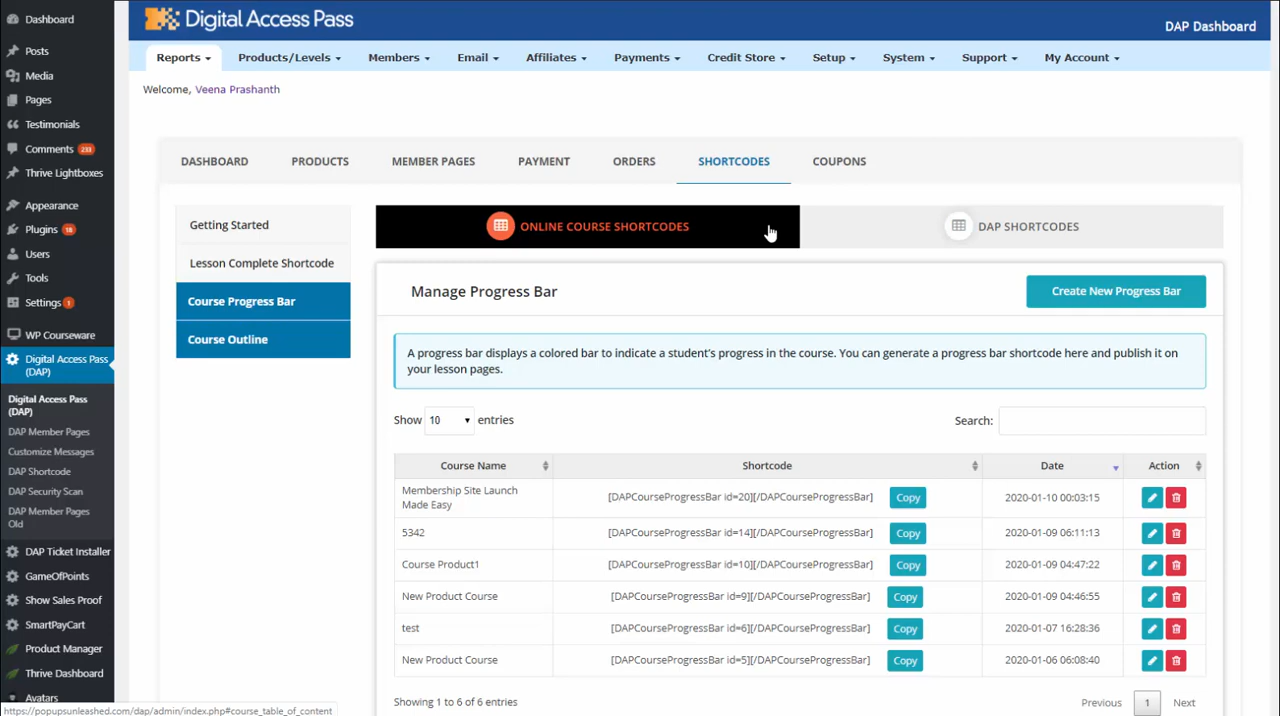 Dashboard
Posts
Media
Pages
Testimonials
Comments 233
Thrive Lightboxes
Appearance
Plugins 18
Users
Tools
Settings 1
WP Courseware
Digital Access Pass
(DAP)
Digital Access Pass
(DAP)
DAP Member Pages
Customize Messages
DAP Shortcode
DAP Security Scan
DAP Member Pages
Old
DAP Ticket Installer
GameOfPoints
Show Sales Proof
SmartPayCart
Product Manager
Thrive Dashboard
Avatars
https://popupsunleashed.com/dap/admin/index.php#course_table_of_content
Digital Access Pass
DAP Dashboard
Reports Products/Levels Members Email Affiliates Payments Credit Store Setup System Support My Account
Welcome, Veena Prashanth
DASHBOARD PRODUCTS MEMBER PAGES PAYMENT ORDERS SHORTCODES COUPONS
Getting Started
Lesson Complete Shortcode
Course Progress Bar
Course Outline
ONLINE COURSE SHORTCODES DAP SHORTCODES
Manage Progress Bar Create New Progress Bar
A progress bar displays a colored bar to indicate a student's progress in the course. You can generate a progress bar shortcode here and publish it on
your lesson pages.
Show 10 entries Search:
Course Name Shortcode Date Action
Membership Site Launch
Made Easy [DAPCourseProgressBar id=20][/DAPCourseProgressBar] Copy 2020-01-10 00:03:15
5342 [DAPCourseProgressBar id=14][/DAPCourseProgressBar] Copy 2020-01-09 06:11:13
Course Product1 [DAPCourseProgressBar id=10][/DAPCourseProgressBar] Copy 2020-01-09 04:47:22
New Product Course [DAPCourseProgressBar id=9][/DAPCourseProgressBar] Copy 2020-01-09 04:46:55
test [DAPCourseProgressBar id=6][/DAPCourseProgressBar] Copy 2020-01-07 16:28:36
New Product Course [DAPCourseProgressBar id=5][/DAPCourseProgressBar] Copy 2020-01-06 06:08:40
Showing 1 to 6 of 6 entries Previous 1 Next